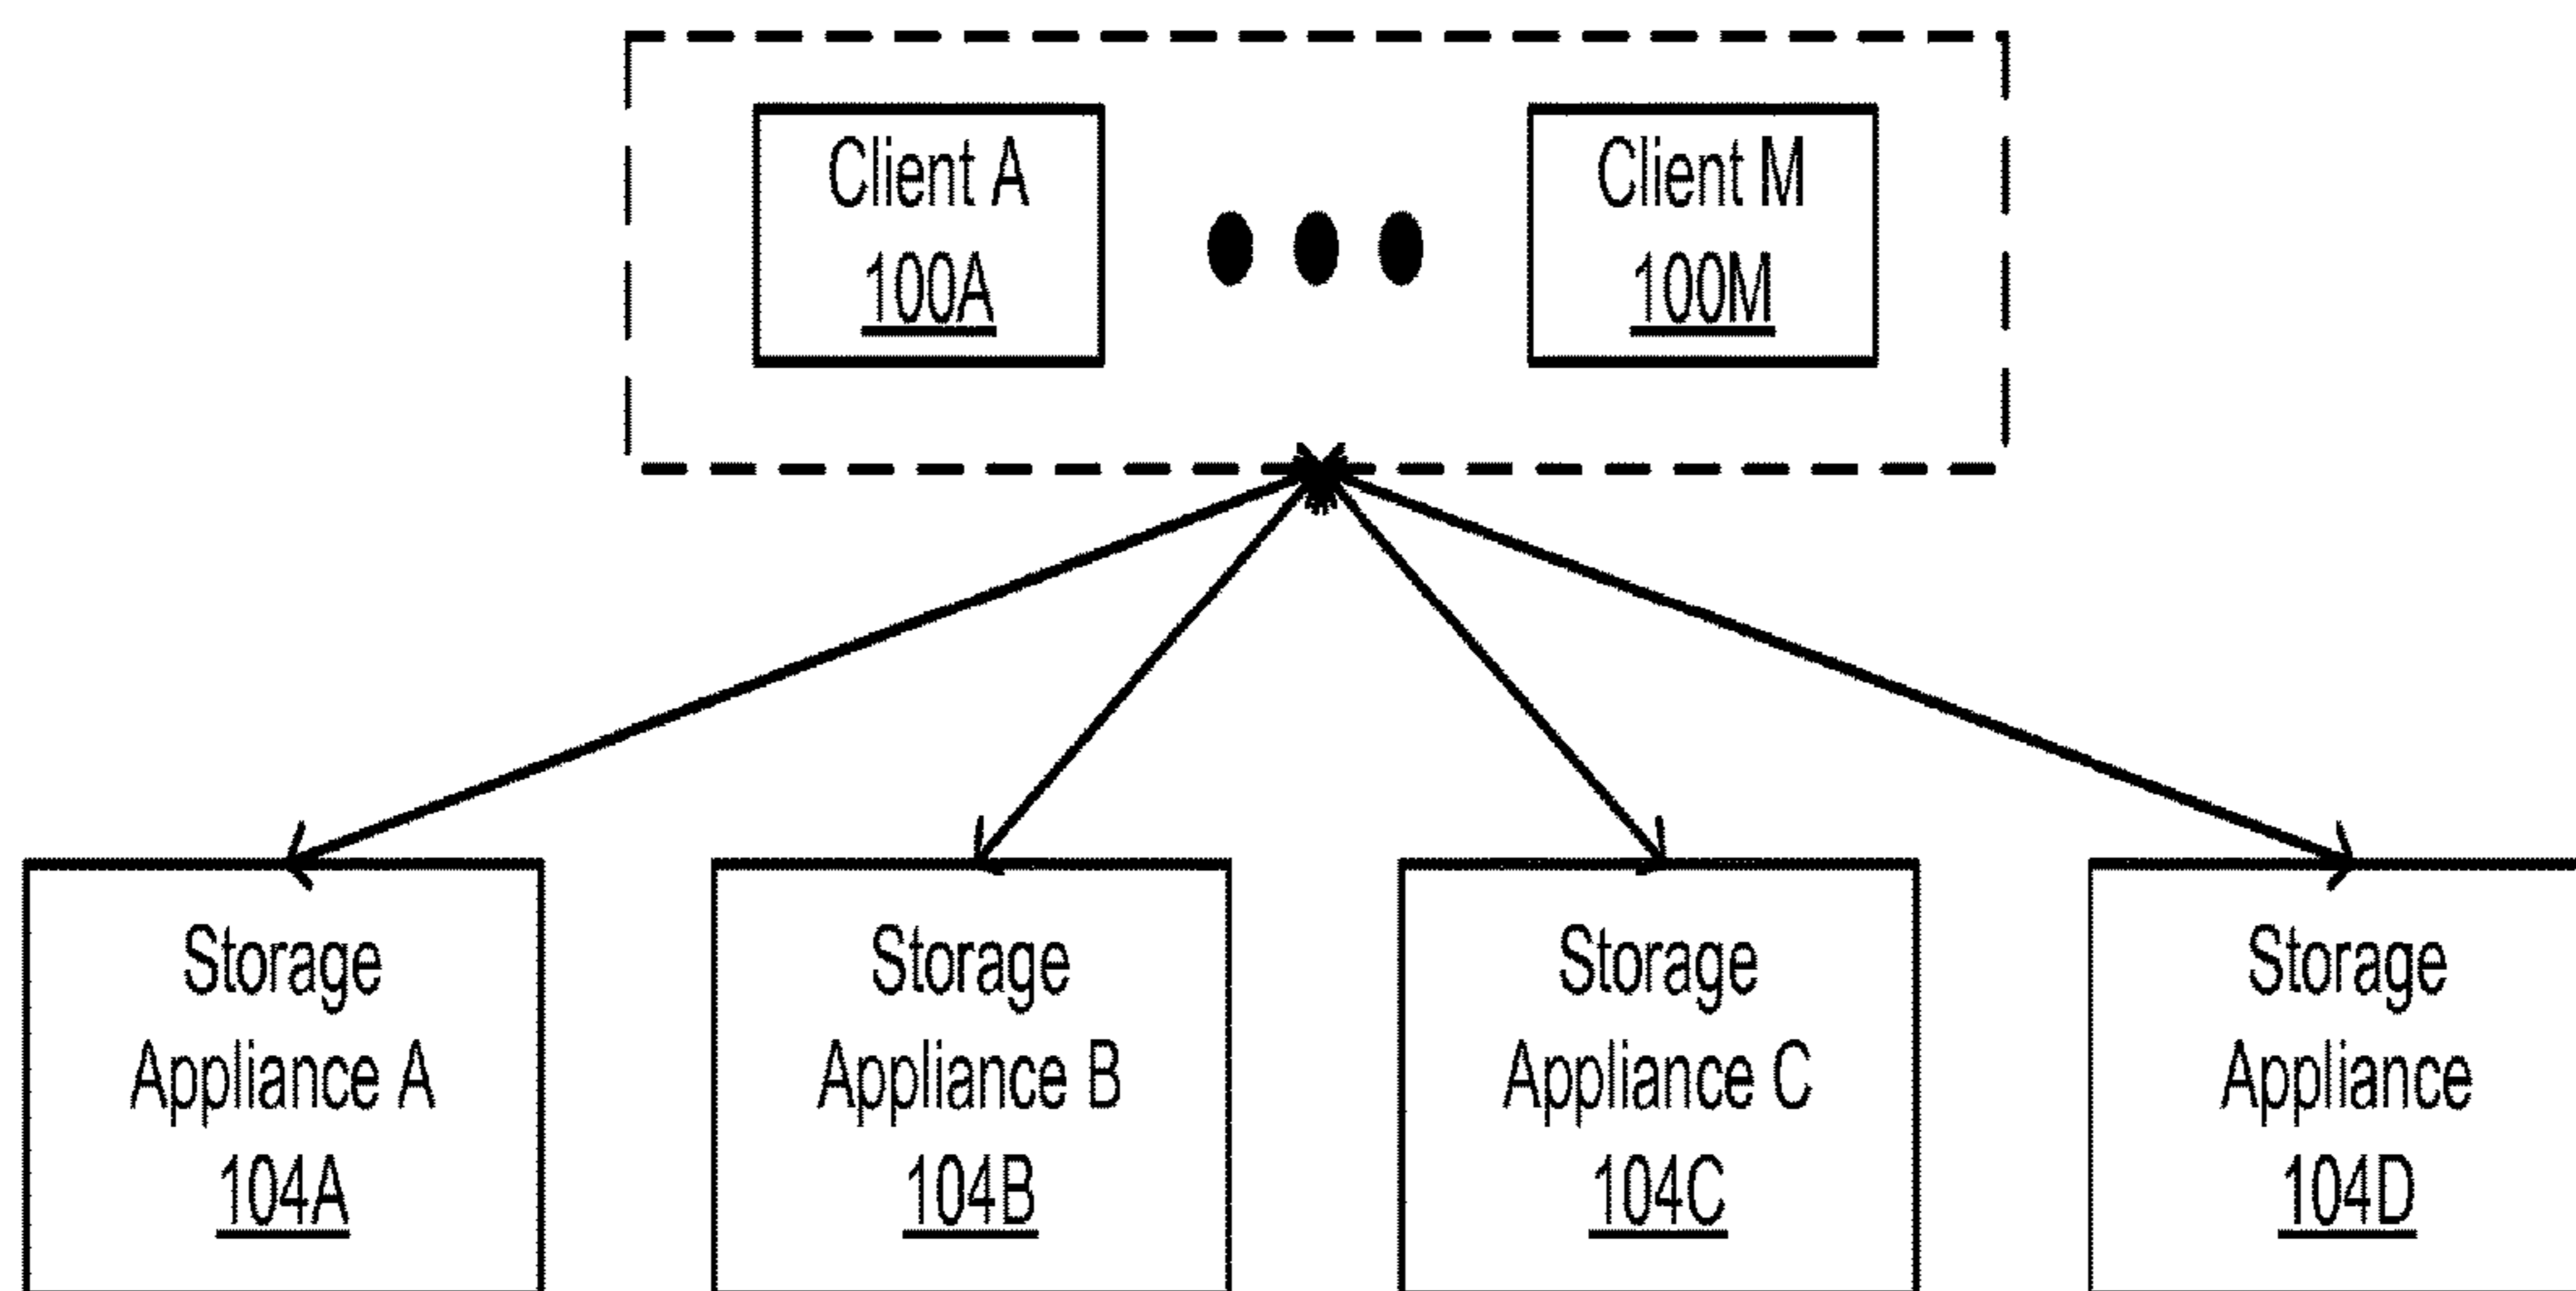 Client A
100A
Client M
100M
Storage
Appliance A
104A
Storage
Appliance B
104B
Storage
Appliance C
104C
Storage
Appliance
104D